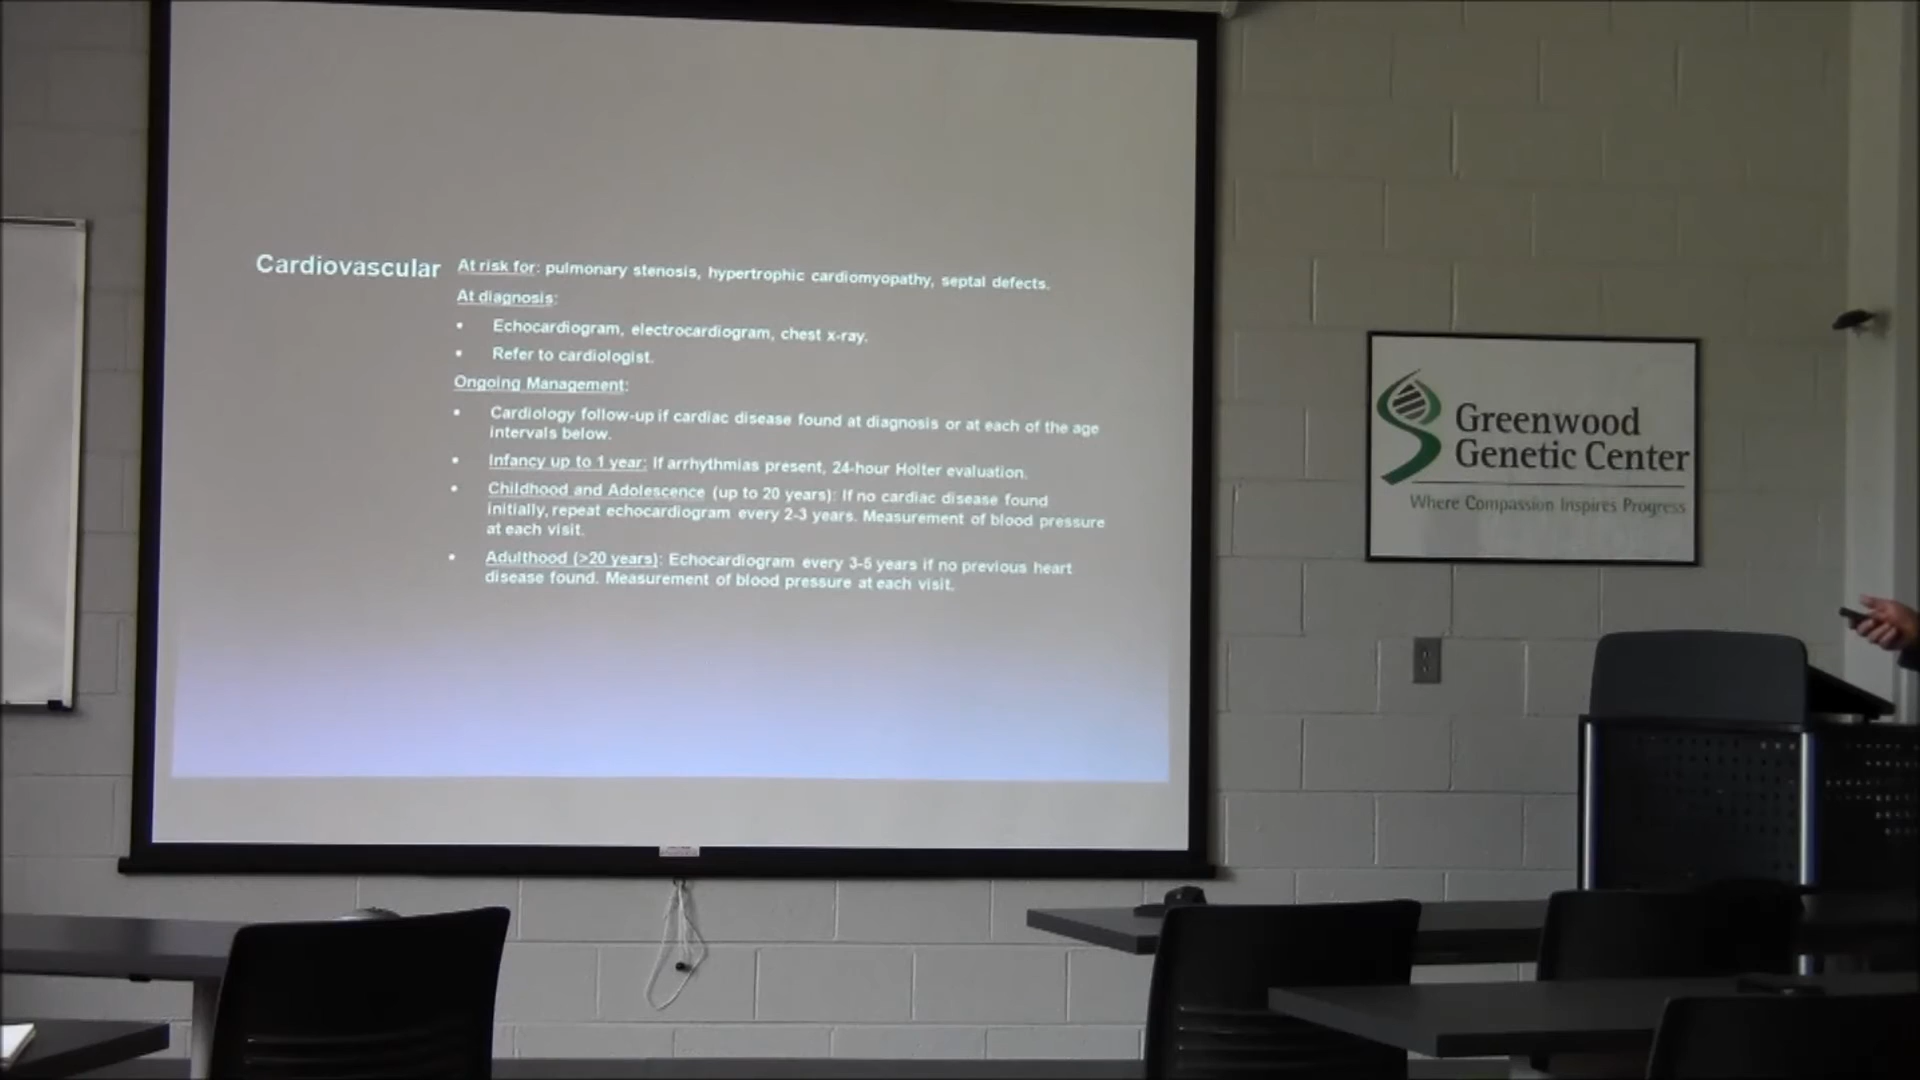 Cardiovascular
At risk for: pulmonary stenosis, hypertrophic cardiomyopathy, septal defects.
At diagnosis:
• Echocardiogram, electrocardiogram, chest x-ray.
• Refer to cardiologist.
Ongoing Management:
• Cardiology follow-up if cardiac disease found at diagnosis or at each of the age
intervals below.
• Infancy up to 1 year: If arrhythmias present, 24-hour Holter evaluation.
• Childhood and Adolescence (up to 20 years): If no cardiac disease found
initially, repeat echocardiogram every 2-3 years. Measurement of blood pressure
at each visit.
• Adulthood (>20 years): Echocardiogram every 3-5 years if no previous heart
disease found. Measurement of blood pressure at each visit.
Greenwood
Genetic Center
Where Compassion Inspires Progress